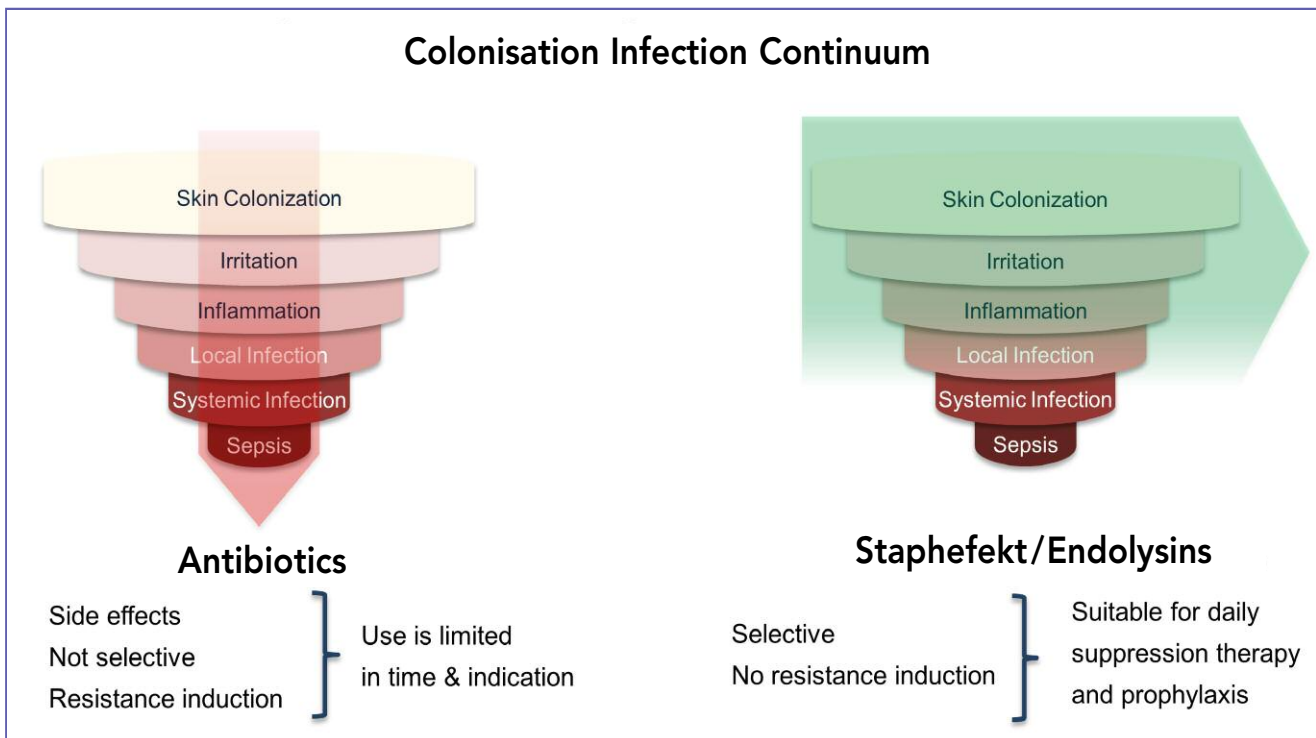 Colonisation Infection Continuum
Skin Colonization
Irritation
Inflammation
Local Infection
Systemic Infection
Sepsis
Antibiotics
Side effects
Not selective
Resistance induction
Use is limited
in time & indication
Skin Colonization
Irritation
Inflammation
Local Infection
Systemic Infection
Sepsis
Staphefekt/Endolysins
Selective
No resistance induction
Suitable for daily
suppression therapy
and prophylaxis